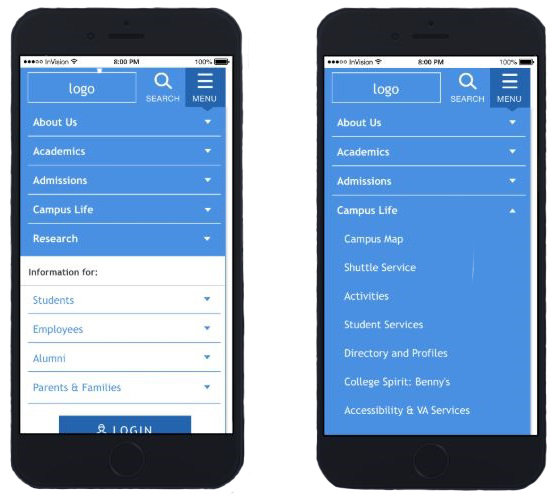 ●●●○○ InVision 8:00 PM 100%
logo
SEARCH
MENU
About Us
Academics
Admissions
Campus Life
Research
Information for:
Students
Employees
Alumni
Parents & Families
LOGIN
●●●○○ InVision 8:00 PM 100%
logo
SEARCH
MENU
About Us
Academics
Admissions
Campus Life
Campus Map
Shuttle Service
Activities
Student Services
Directory and Profiles
College Spirit: Benny's
Accessibility & VA Services